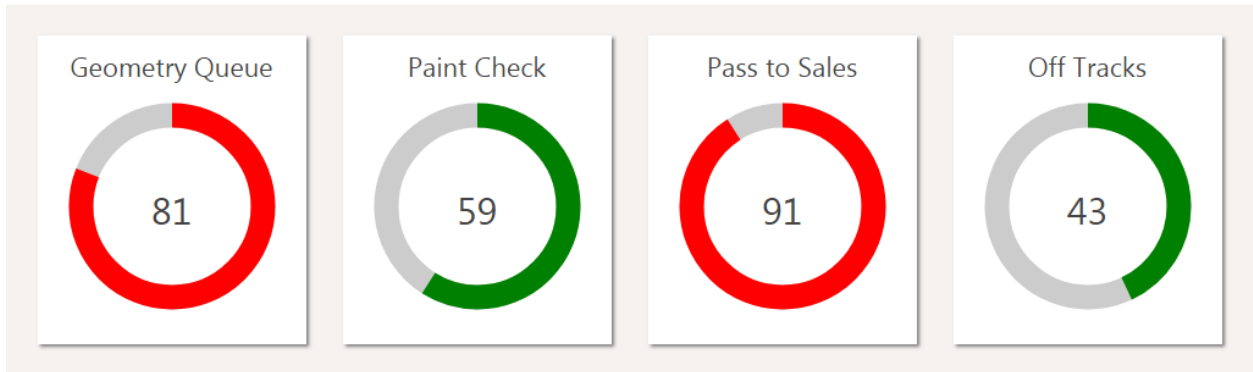 Geometry Queue
81
Paint Check
59
Pass to Sales
91
Off Tracks
43